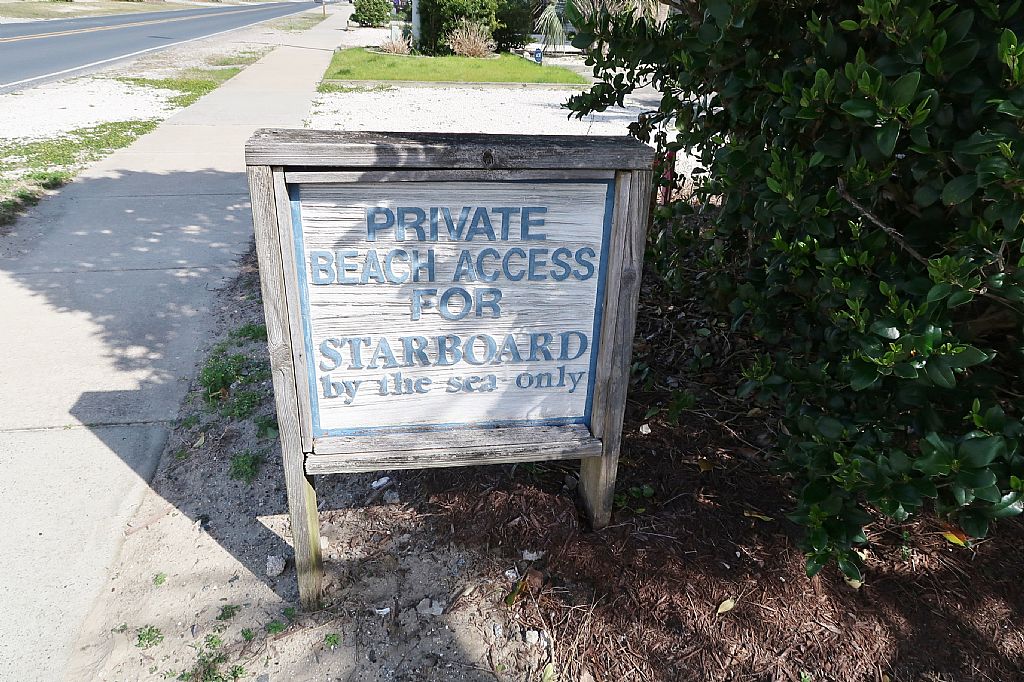 PRIVATE
BEACH ACCESS
FOR
STARBOARD
by the sea only